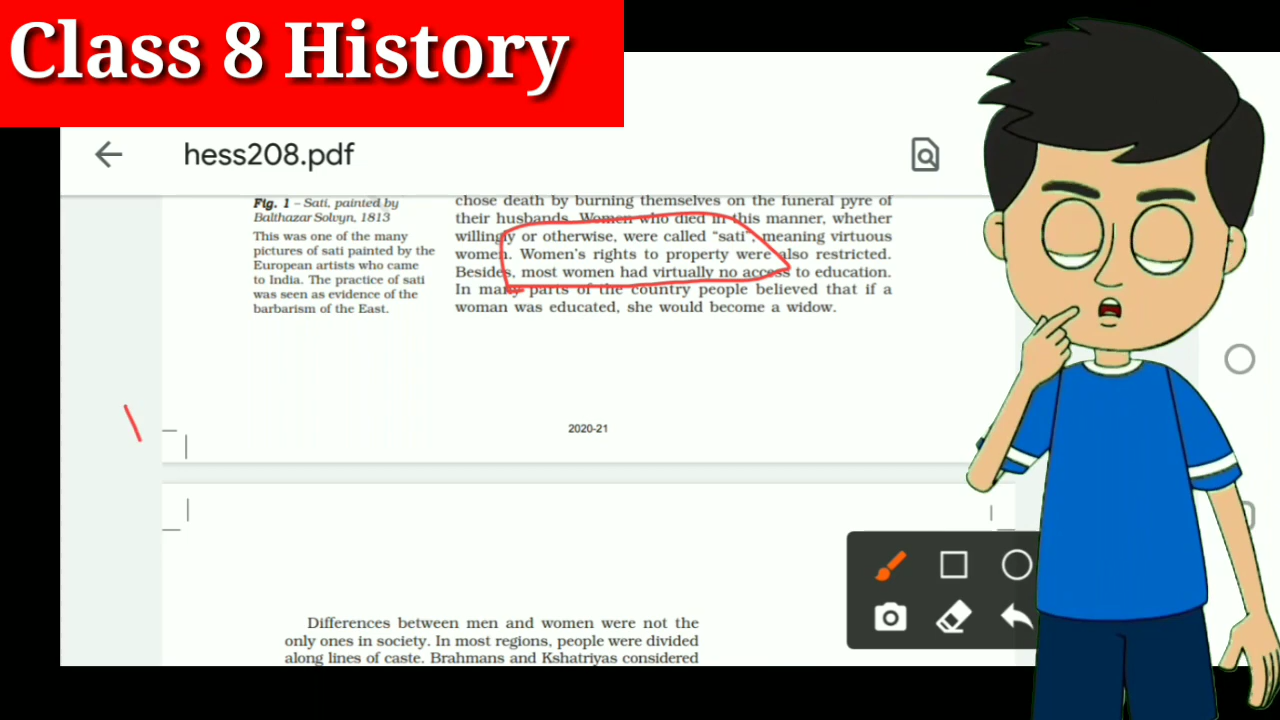 Class 8 History
hess208.pdf
Fig. 1 – Sati, painted by
Balthazar Solvyn, 1813
This was one of the many
pictures of sati painted by the
European artists who came
to India. The practice of sati
was seen as evidence of the
barbarism of the East.
chose death by burning themselves on the funeral pyre of
their husbands. Women who died in this manner, whether
willingly or otherwise, were called “sati”, meaning virtuous
women. Women’s rights to property were also restricted.
Besides, most women had virtually no access to education.
In many parts of the country people believed that if a
woman was educated, she would become a widow.
2020-21
Differences between men and women were not the
only ones in society. In most regions, people were divided
along lines of caste. Brahmans and Kshatriyas considered